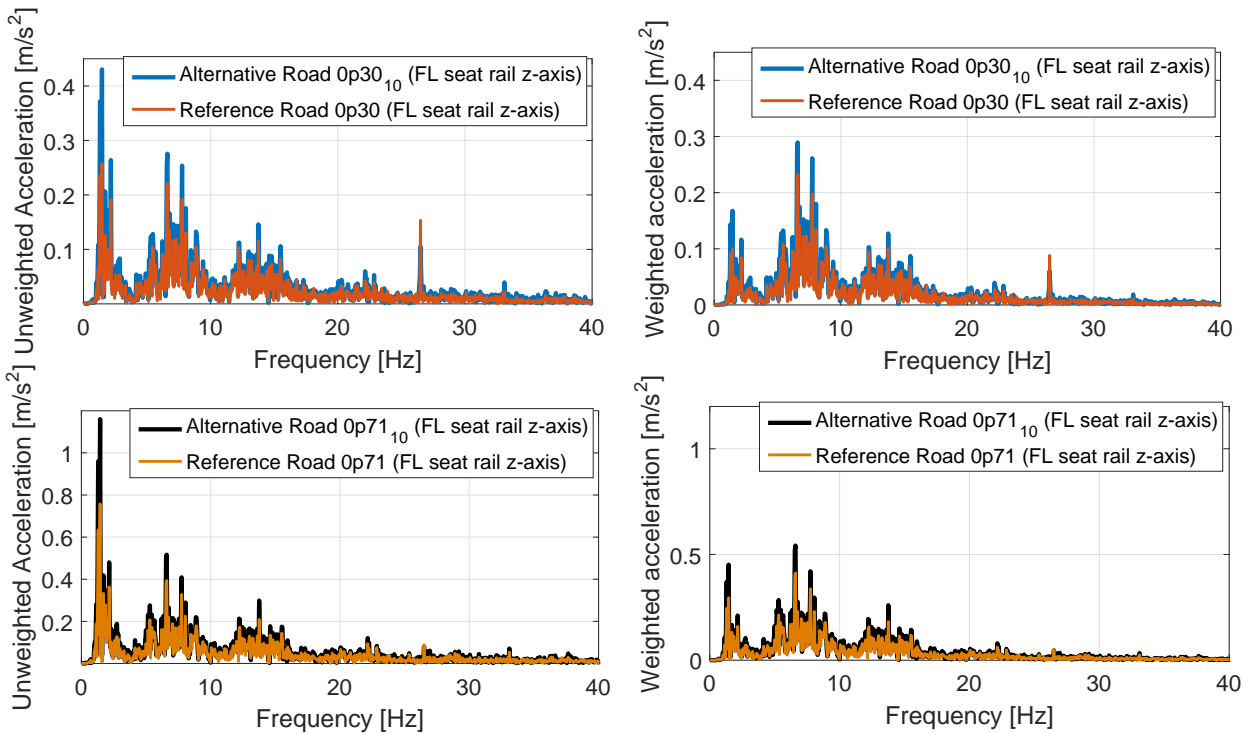 Unweighted Acceleration [m/s²]
0.4
0.3
0.2
0.1
0
0
10
20
30
40
Frequency [Hz]
Alternative Road 0p30₁₀ (FL seat rail z-axis)
Reference Road 0p30 (FL seat rail z-axis)
Weighted acceleration [m/s²]
0.4
0.3
0.2
0.1
0
0
10
20
30
40
Frequency [Hz]
Alternative Road 0p30₁₀ (FL seat rail z-axis)
Reference Road 0p30 (FL seat rail z-axis)
Unweighted Acceleration [m/s²]
1
0.8
0.6
0.4
0.2
0
10
20
30
40
Frequency [Hz]
Alternative Road 0p71₁₀ (FL seat rail z-axis)
Reference Road 0p71 (FL seat rail z-axis)
Weighted acceleration [m/s²]
1
0.5
0
0
10
20
30
40
Frequency [Hz]
Alternative Road 0p71₁₀ (FL seat rail z-axis)
Reference Road 0p71 (FL seat rail z-axis)